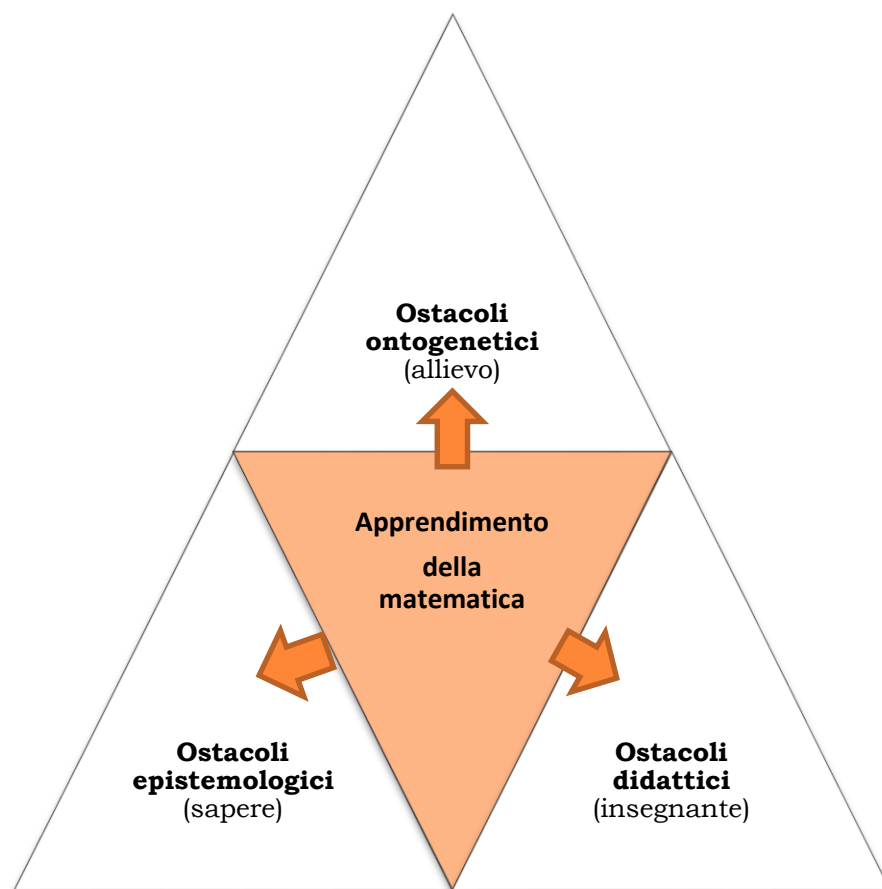 Ostacoli
ontogenetici
(allievo)
Apprendimento
della
matematica
Ostacoli
epistemologici
(sapere)
Ostacoli
didattici
(insegnante)